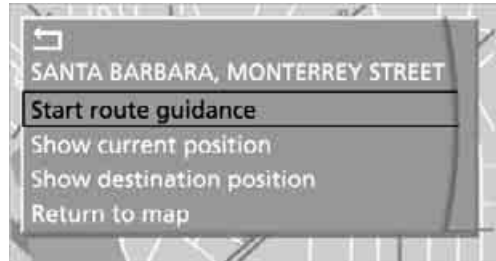 SANTA BARBARA, MONTERREY STREET
Start route guidance
Show current position
Show destination position
Return to map